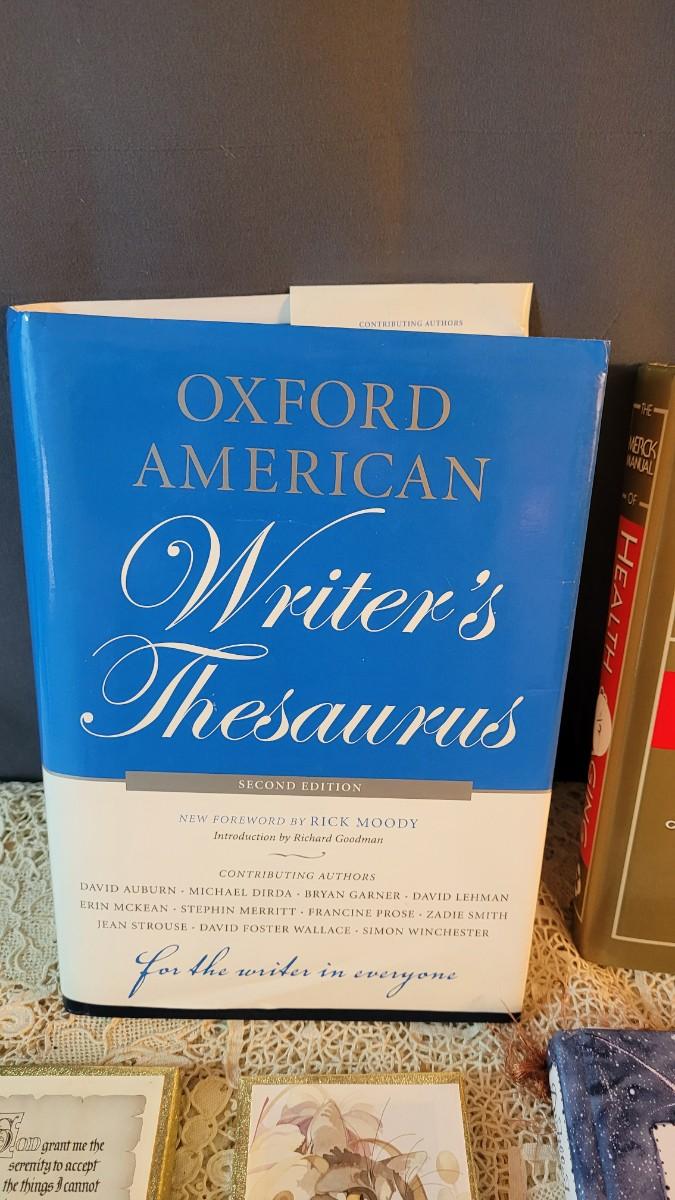 CONTRIBUTING AUTHORS
OXFORD
AMERICAN
Writer's
Thesaurus
SECOND EDITION
NEW FOREWORD BY RICK MOODY
Introduction by Richard Goodman
CONTRIBUTING AUTHORS
DAVID AUBURN · MICHAEL DIRDA · BRYAN GARNER · DAVID LEHMAN
ERIN MCKEAN · STEPHIN MERRITT · FRANCINE PROSE · ZADIE SMITH
JEAN STROUSE · DAVID FOSTER WALLACE · SIMON WINCHESTER
for the writer in everyone
THE
MERCK
MANUAL
OF
HEALTH
GOD grant me the
serenity to accept
the things I cannot